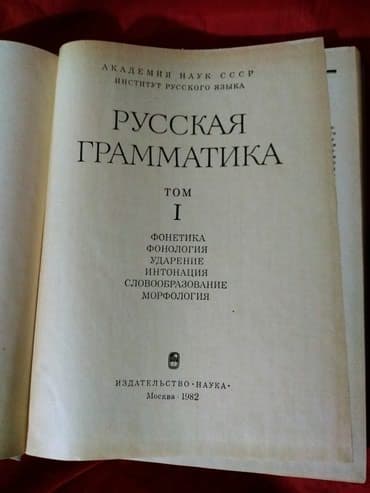 АКАДЕМИЯ НАУК СССР
ИНСТИТУТ РУССКОГО ЯЗЫКА
РУССКАЯ
ГРАММАТИКА
ТОМ
I
ФОНЕТИКА
ФОНОЛОГИЯ
УДАРЕНИЕ
ИНТОНАЦИЯ
СЛОВООБРАЗОВАНИЕ
МОРФОЛОГИЯ
ИЗДАТЕЛЬСТВО · НАУКА ·
Москва · 1982